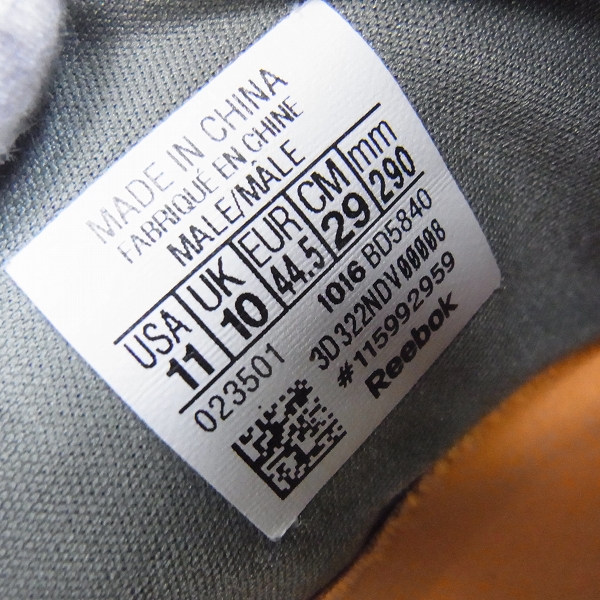 MADE IN CHINA
FABRIQUÉ EN CHINE
MALE/MÂLE
USA UK EUR CM mm
11 10 44.5 29 290
023501 1016 BD5840
3D 322NDV00008
#115992959
Reebok